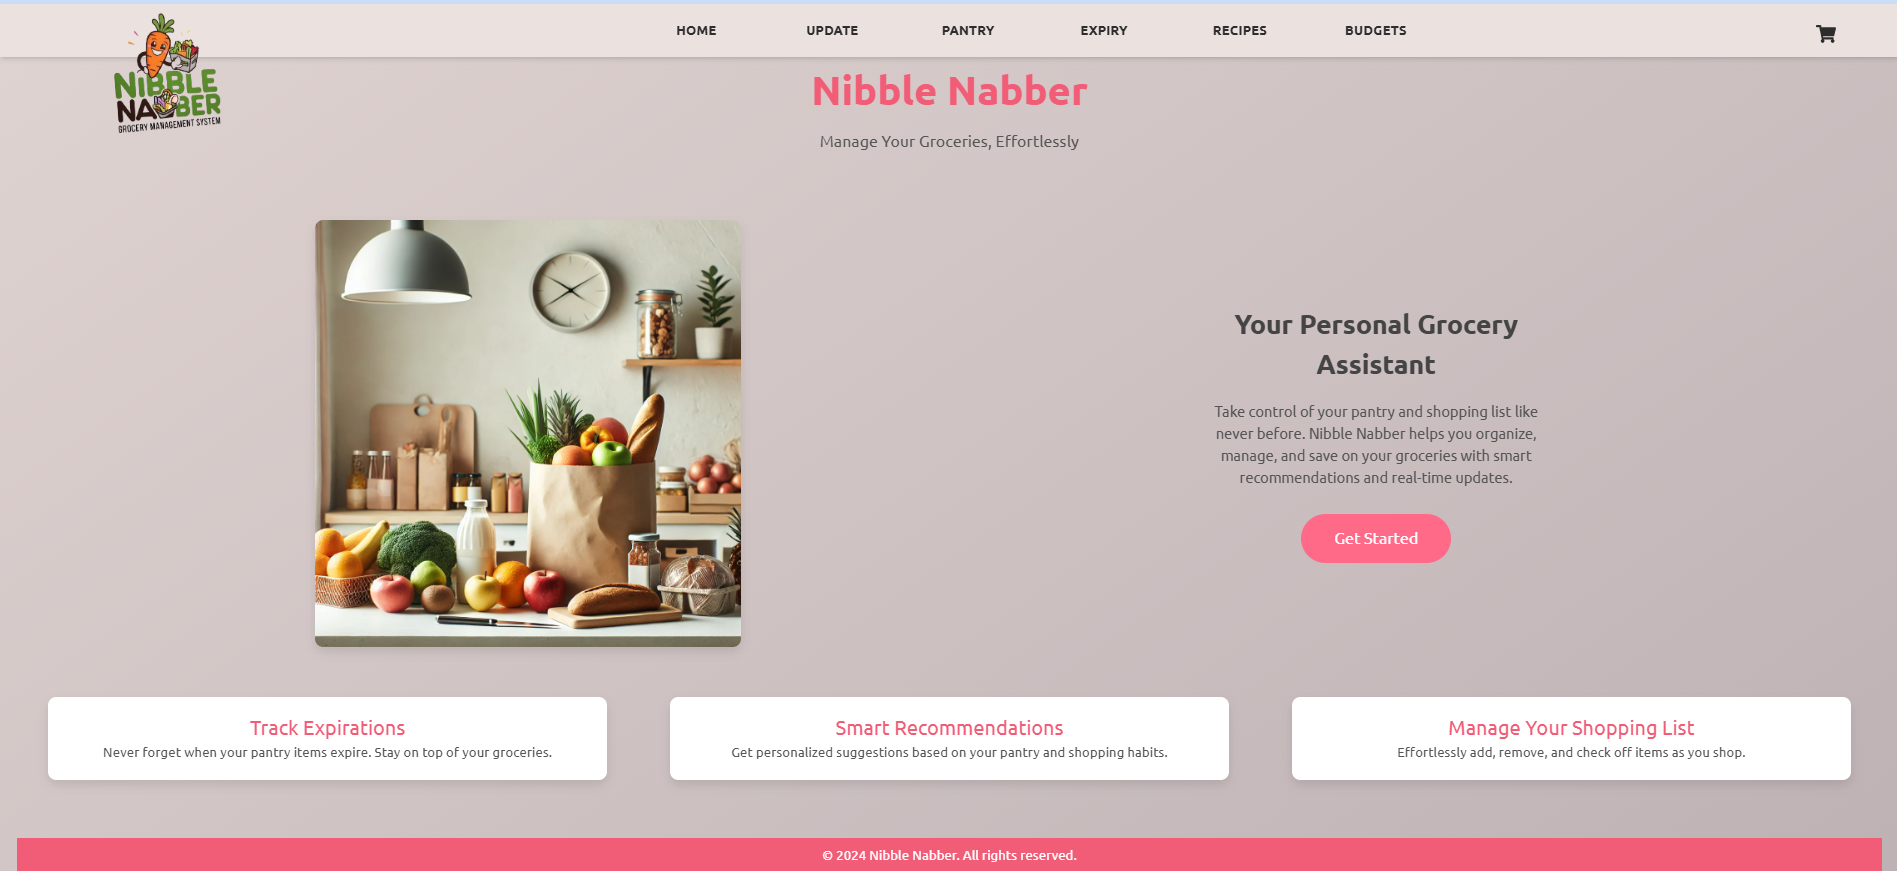 HOME UPDATE PANTRY EXPIRY RECIPES BUDGETS
NiBBLE
NABBER
GROCERY MANAGEMENT SYSTEM
Nibble Nabber
Manage Your Groceries, Effortlessly
Your Personal Grocery
Assistant
Take control of your pantry and shopping list like
never before. Nibble Nabber helps you organize,
manage, and save on your groceries with smart
recommendations and real-time updates.
Get Started
Track Expirations
Never forget when your pantry items expire. Stay on top of your groceries.
Smart Recommendations
Get personalized suggestions based on your pantry and shopping habits.
Manage Your Shopping List
Effortlessly add, remove, and check off items as you shop.
© 2024 Nibble Nabber. All rights reserved.